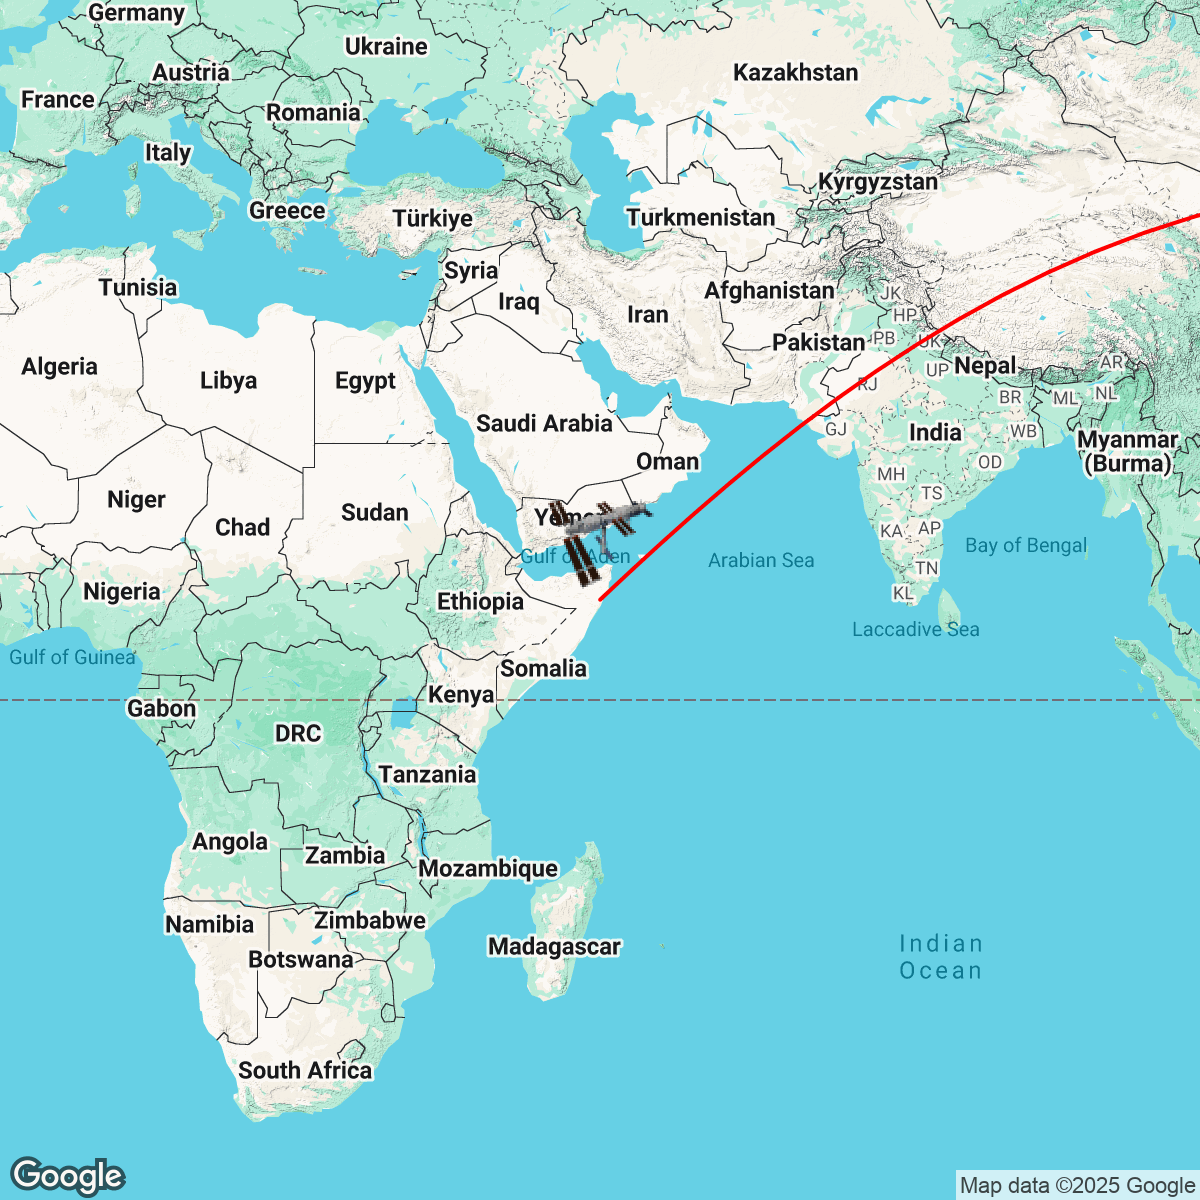 Germany
Ukraine
Austria
Kazakhstan
France
Romania
Italy
Kyrgyzstan
Greece
Türkiye
Turkmenistan
Syria
Tunisia
Afghanistan
JK
Iraq
Iran
HP
Pakistan
PB
UK
Algeria
Libya
Egypt
Nepal
AR
UP
RJ
NL
BR
ML
Saudi Arabia
GJ
India
WB
Myanmar
(Burma)
Oman
OD
MH
Niger
TS
Sudan
Yemen
Chad
KA
AP
Bay of Bengal
Gulf of Aden
Arabian Sea
TN
Nigeria
KL
Ethiopia
Laccadive Sea
Gulf of Guinea
Somalia
Kenya
Gabon
DRC
Tanzania
Angola
Zambia
Mozambique
Namibia
Zimbabwe
Madagascar
Indian
Ocean
Botswana
South Africa
Google
Map data ©2025 Google